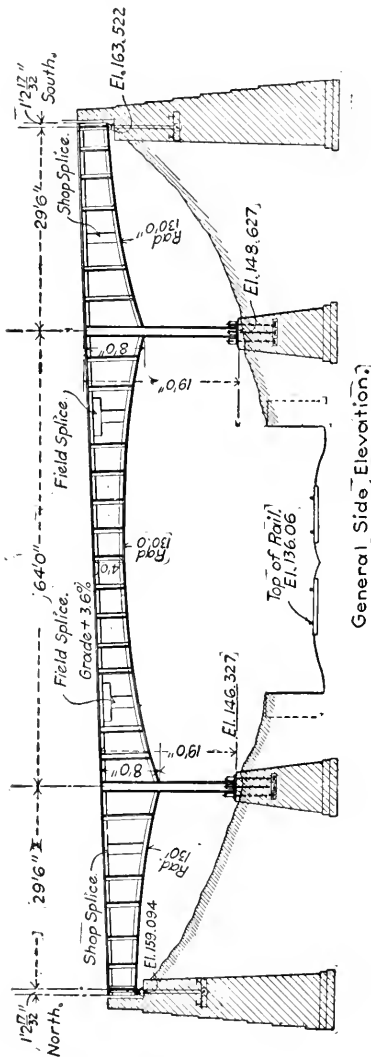 1'2 17/32"
North.
29'6"
64'0"
29'6"
1'2 17/32"
South.
Shop Splice.
Field Splice.
Grade + 3.6%
Field Splice.
Shop Splice.
El. 159.094
Rad
130'
8'0"
19'0"
4'0"
Rad
130'.0
8'0"
19'0"
Rad
130'.0"
El. 163.522
El. 146.327
El. 148.627
Top of Rail.
El. 136.06
General Side Elevation.